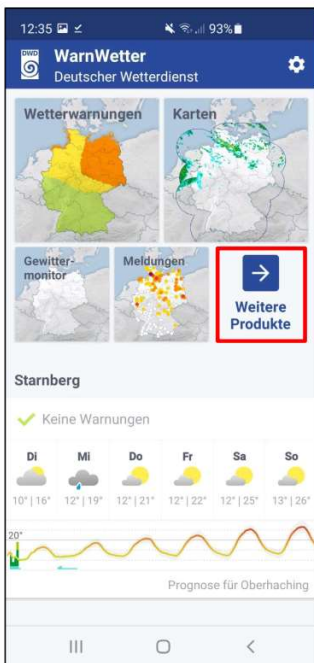 12:35 93%
DWD WarnWetter
Deutscher Wetterdienst
Wetterwarnungen Karten
Gewitter-
monitor
Meldungen
Weitere
Produkte
Starnberg
Keine Warnungen
Di Mi Do Fr Sa So
10° | 16° 12° | 19° 12° | 21° 12° | 22° 12° | 25° 13° | 26°
20°
Prognose für Oberhaching